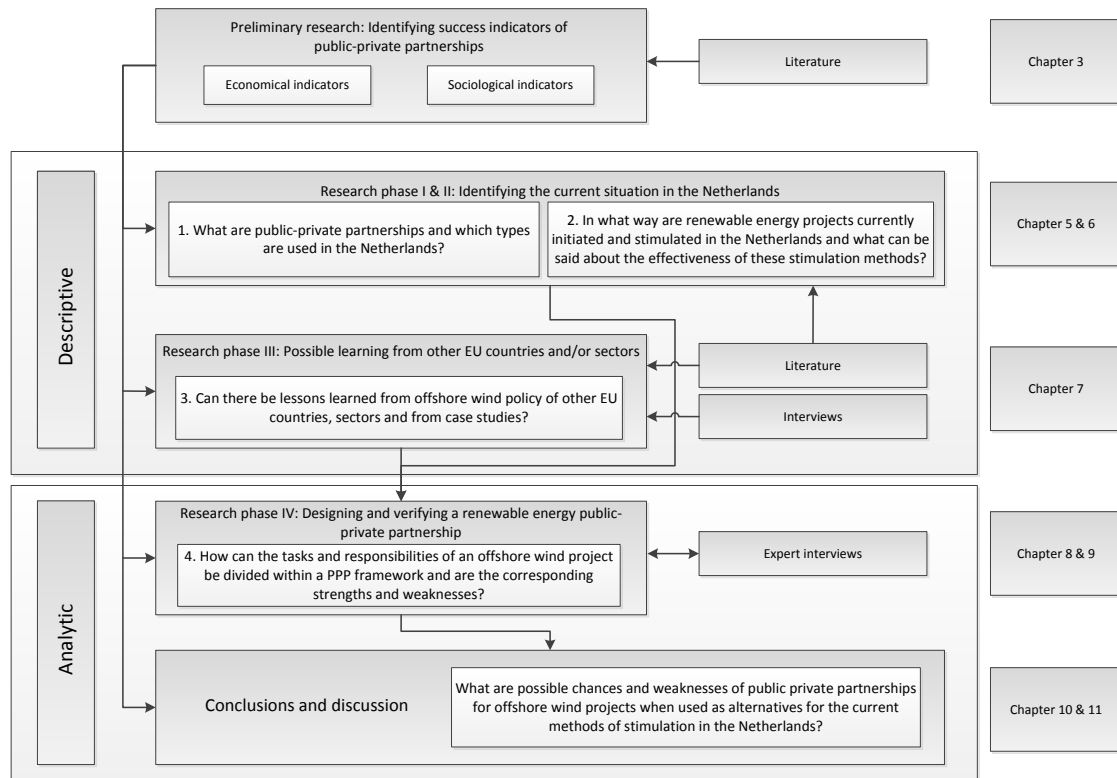 Preliminary research: Identifying success indicators of
public-private partnerships
Economical indicators
Sociological indicators
Literature
Chapter 3
Descriptive
Research phase I & II: Identifying the current situation in the Netherlands
1. What are public-private partnerships and which types
are used in the Netherlands?
2. In what way are renewable energy projects currently
initiated and stimulated in the Netherlands and what can be
said about the effectiveness of these stimulation methods?
Chapter 5 & 6
Research phase III: Possible learning from other EU countries and/or sectors
3. Can there be lessons learned from offshore wind policy of other EU
countries, sectors and from case studies?
Literature
Interviews
Chapter 7
Analytic
Research phase IV: Designing and verifying a renewable energy public-
private partnership
4. How can the tasks and responsibilities of an offshore wind project
be divided within a PPP framework and are the corresponding
strengths and weaknesses?
Expert interviews
Chapter 8 & 9
Conclusions and discussion
What are possible chances and weaknesses of public private partnerships
for offshore wind projects when used as alternatives for the current
methods of stimulation in the Netherlands?
Chapter 10 & 11